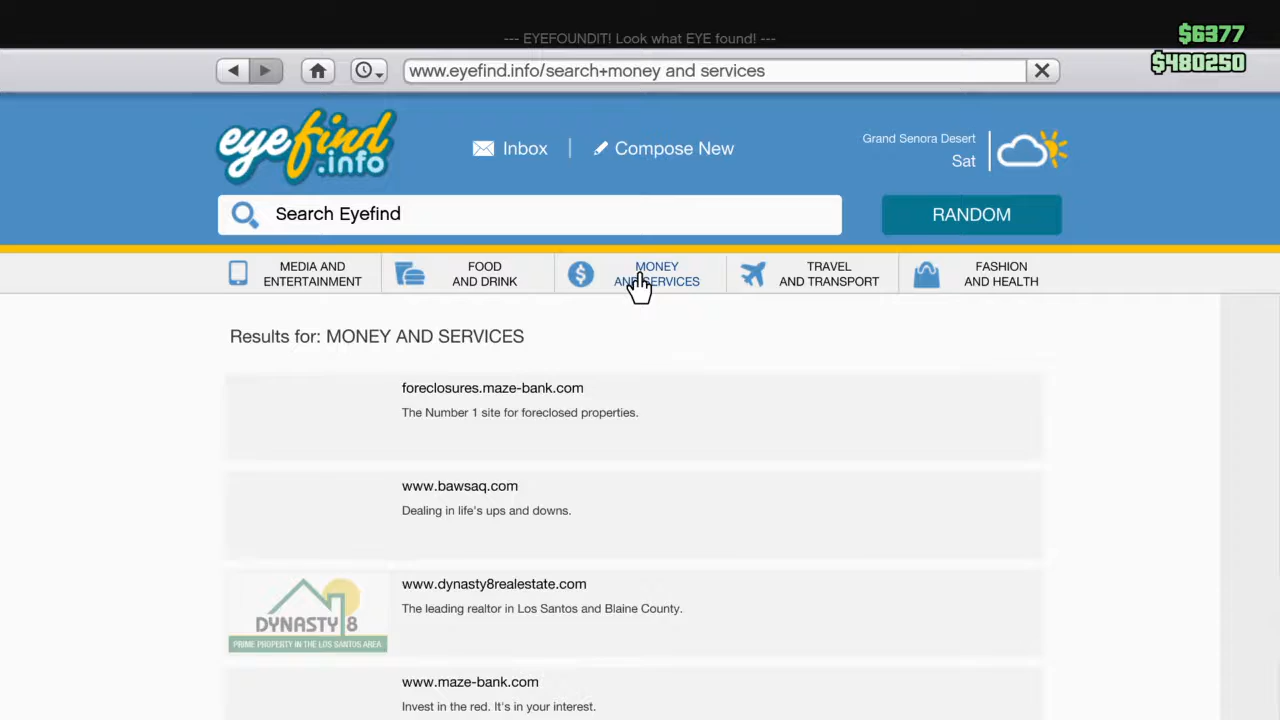 --- EYEFOUNDIT! Look what EYE found! ---
$6377
$480250
www.eyefind.info/search+money and services
eyefind.info
Inbox
Compose New
Grand Senora Desert
Sat
Search Eyefind
RANDOM
MEDIA AND
ENTERTAINMENT
FOOD
AND DRINK
MONEY
AND SERVICES
TRAVEL
AND TRANSPORT
FASHION
AND HEALTH
Results for: MONEY AND SERVICES
foreclosures.maze-bank.com
The Number 1 site for foreclosed properties.
www.bawsaq.com
Dealing in life's ups and downs.
DYNASTY 8
PRIME PROPERTY IN THE LOS SANTOS AREA
www.dynasty8realestate.com
The leading realtor in Los Santos and Blaine County.
www.maze-bank.com
Invest in the red. It's in your interest.